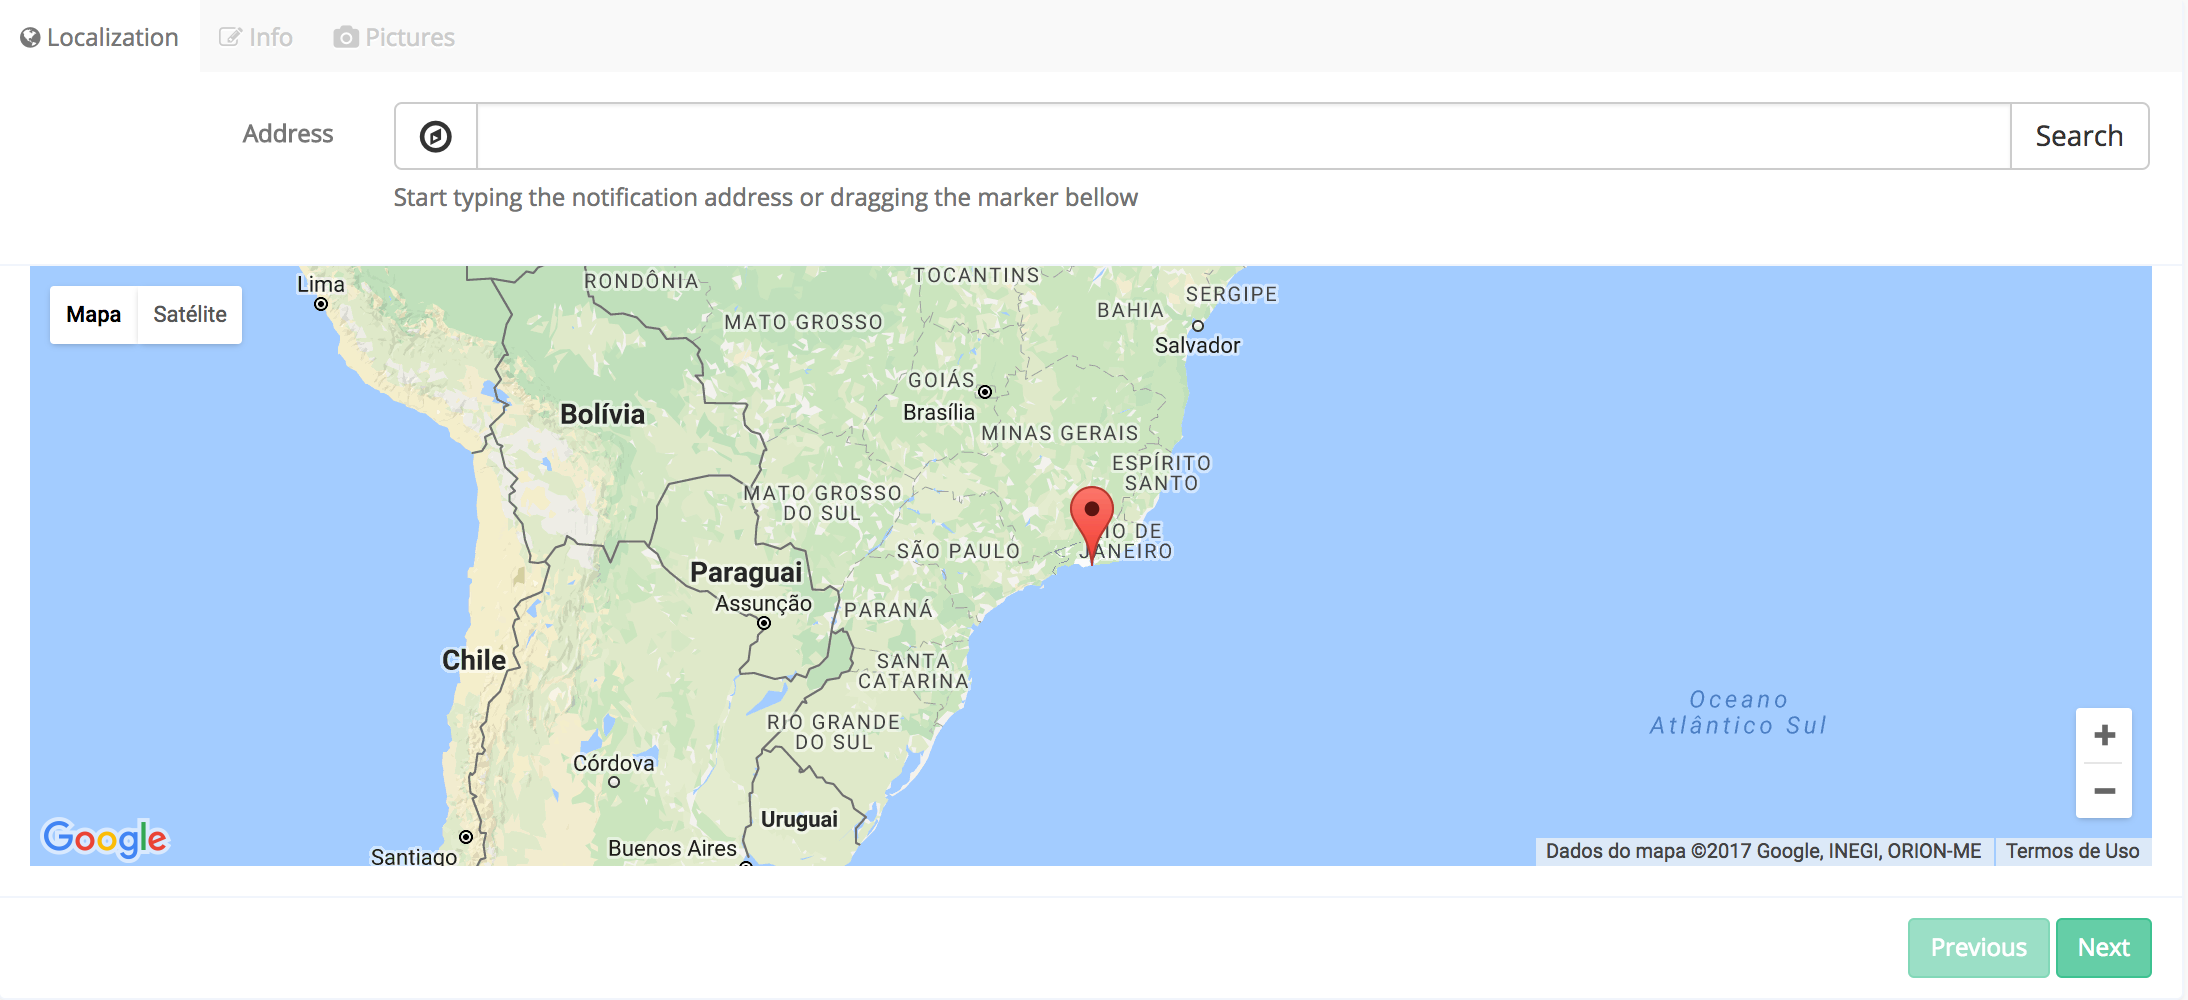 Localization
Info
Pictures
Address
Search
Start typing the notification address or dragging the marker bellow
Mapa
Satélite
Lima
RONDÔNIA
TOCANTINS
SERGIPE
BAHIA
MATO GROSSO
Salvador
GOIÁS
Brasília
Bolívia
MINAS GERAIS
ESPÍRITO
SANTO
MATO GROSSO
DO SUL
IO DE
JANEIRO
SÃO PAULO
Paraguai
Assunção
PARANÁ
Chile
SANTA
CATARINA
Oceano
Atlântico Sul
RIO GRANDE
DO SUL
Córdova
Uruguai
Google
Santiago
Buenos Aires
Dados do mapa ©2017 Google, INEGI, ORION-ME
Termos de Uso
Previous
Next